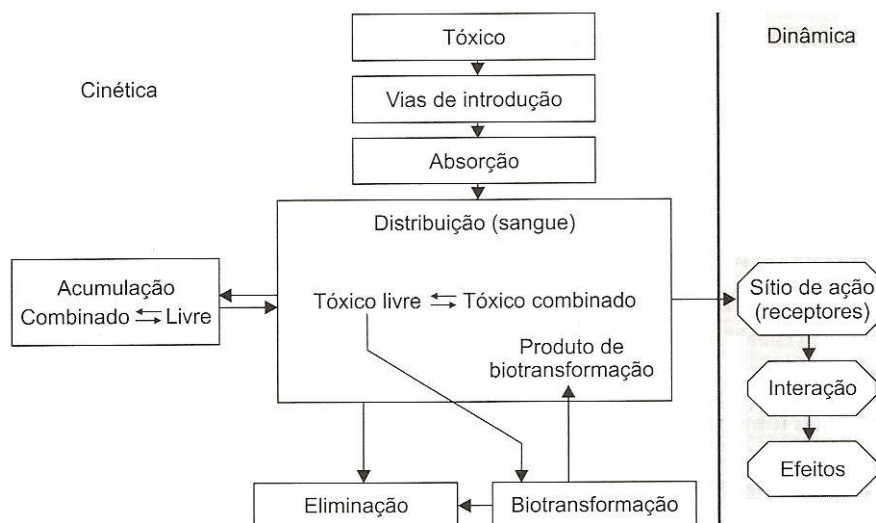 Tóxico
Dinâmica
Cinética
Vias de introdução
Absorção
Distribuição (sangue)
Acumulação
Combinado Livre
Tóxico livre Tóxico combinado
Sítio de ação
(receptores)
Produto de
biotransformação
Interação
Efeitos
Eliminação
Biotransformação